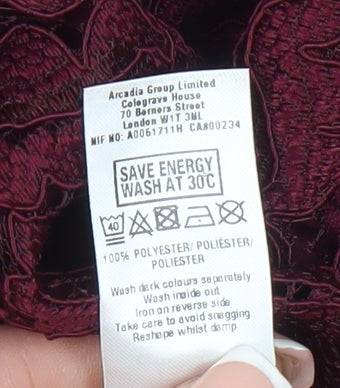 Arcadia Group Limited
Colegrave House
70 Berners Street
London W1T 3NL
NIF NO: A0061711H CA800234
SAVE ENERGY
WASH AT 30°C
40
100% POLYESTER/ POLIÉSTER/
POLIESTER
Wash dark colours separately
Wash inside out
Iron on reverse side
Take care to avoid snagging
Reshape whilst damp